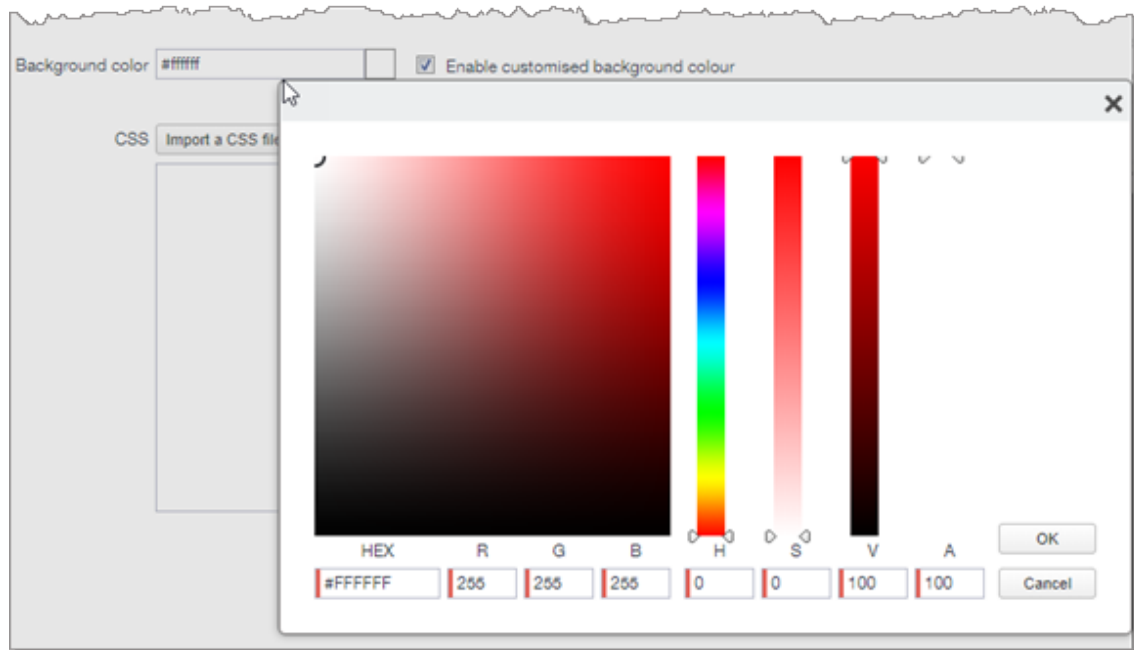 Background color #ffffff Enable customised background colour
CSS Import a CSS file
HEX R G B H S V A
#FFFFFF 255 255 255 0 0 100 100
OK
Cancel